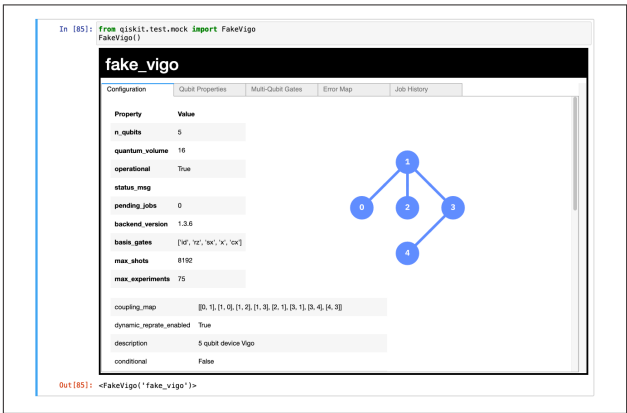 In [85]: from qiskit.test.mock import FakeVigo
FakeVigo()
fake_vigo
Configuration Qubit Properties Multi-Qubit Gates Error Map Job History
Property Value
n_qubits 5
quantum_volume 16
operational True
status_msg
pending_jobs 0
backend_version 1.3.6
basis_gates ['id', 'rz', 'sx', 'x', 'cx']
max_shots 8192
max_experiments 75
1
0 2 3
4
coupling_map [[0, 1], [1, 0], [1, 2], [1, 3], [2, 1], [3, 1], [3, 4], [4, 3]]
dynamic_reprate_enabled True
description 5 qubit device Vigo
conditional False
Out[85]: <FakeVigo('fake_vigo')>